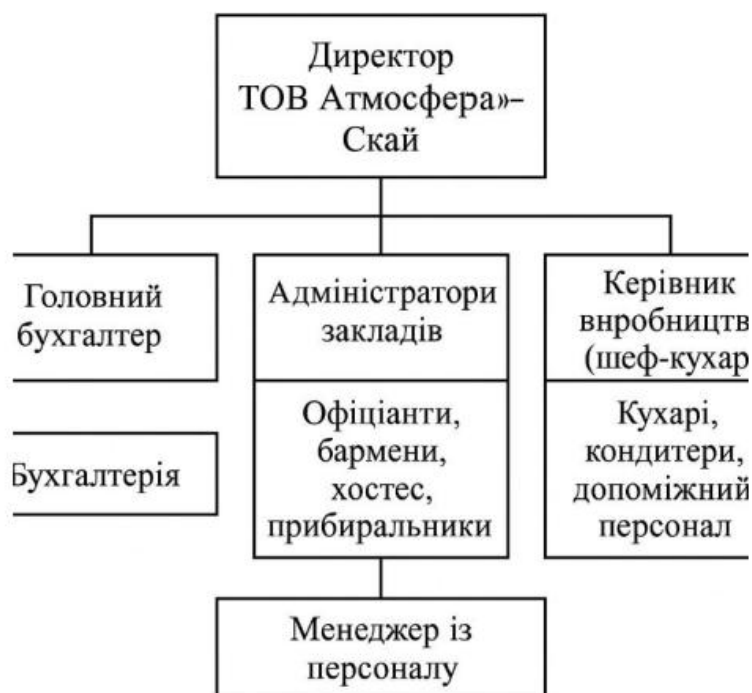 Директор
ТОВ Атмосфера»–
Скай
Головний
бухгалтер
Адміністратори
закладів
Керівник
внробництв
(шеф-кухар
Бухгалтерія
Офіціанти,
бармени,
хостес,
прибиральники
Кухарі,
кондитери,
допоміжний
персонал
Менеджер із
персоналу